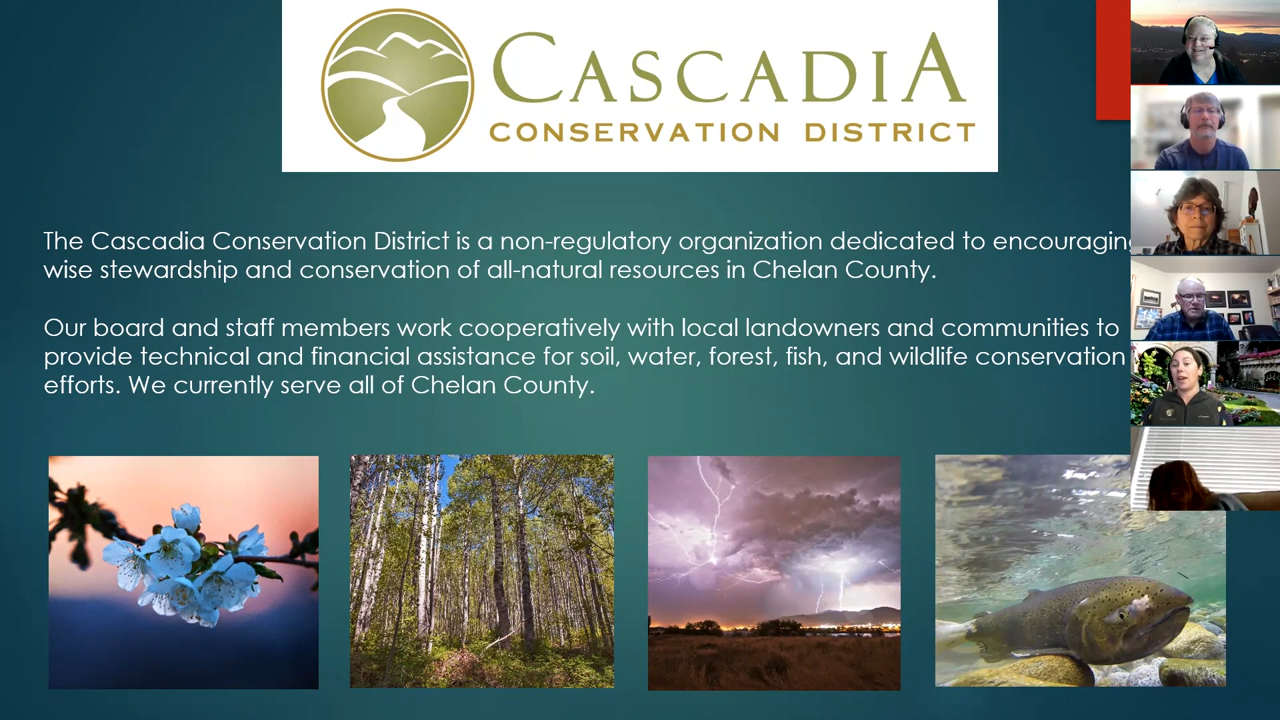 CASCADIA
CONSERVATION DISTRICT
The Cascadia Conservation District is a non-regulatory organization dedicated to encouraging
wise stewardship and conservation of all-natural resources in Chelan County.
Our board and staff members work cooperatively with local landowners and communities to
provide technical and financial assistance for soil, water, forest, fish, and wildlife conservation
efforts. We currently serve all of Chelan County.